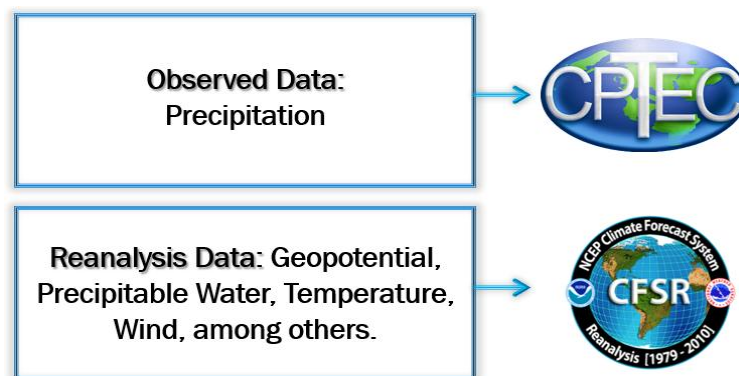 Observed Data:
Precipitation
CPTEC
Reanalysis Data: Geopotential,
Precipitable Water, Temperature,
Wind, among others.
NCEP Climate Forecast System
CFSR
Reanalysis [1979-2010]